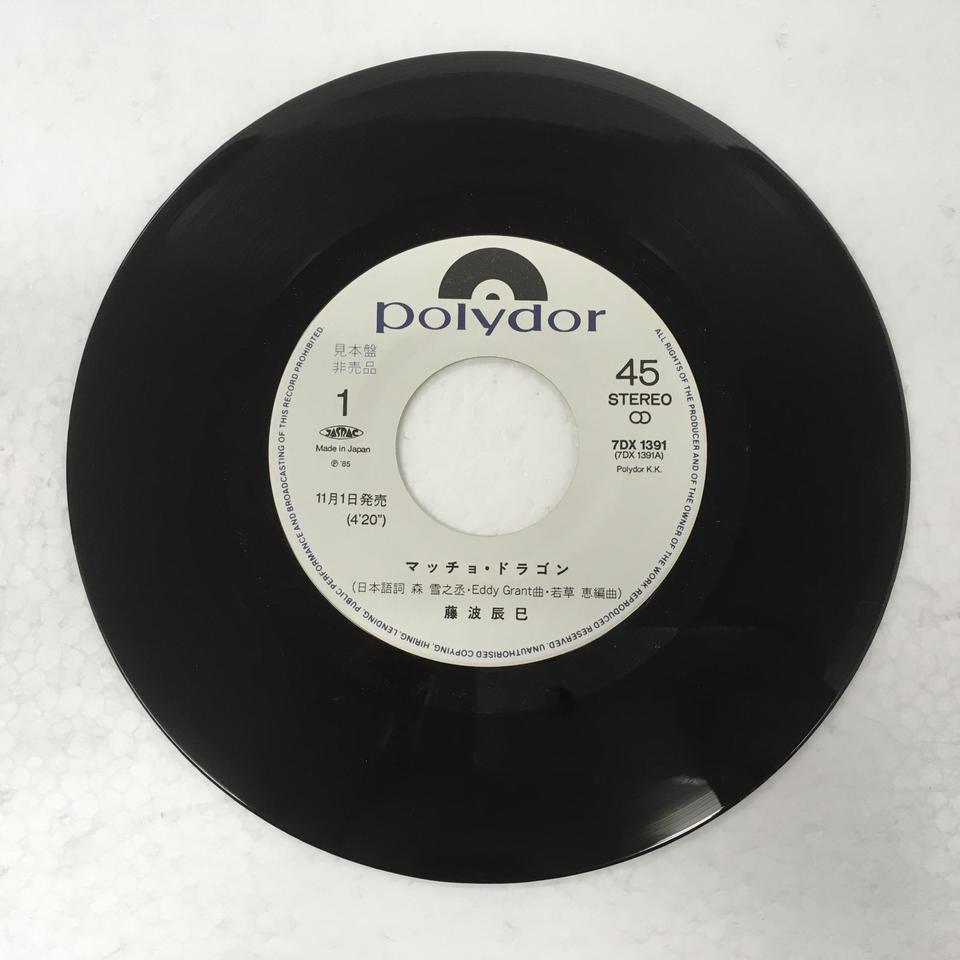 polydor
見本盤
非売品
1
JASRAC
Made in Japan
Ⓟ '85
45
STEREO
7DX 1391
(7DX 1391A)
Polydor K.K.
11月1日発売
(4'20")
マッチョ・ドラゴン
(日本語詞 森 雪之丞・Eddy Grant曲・若草 恵編曲)
藤波辰巳
ALL RIGHTS OF THE PRODUCER AND OF THE OWNER OF THE WORK REPRODUCED RESERVED. UNAUTHORISED COPYING, HIRING, LENDING, PUBLIC PERFORMANCE AND BROADCASTING OF THIS RECORD PROHIBITED.